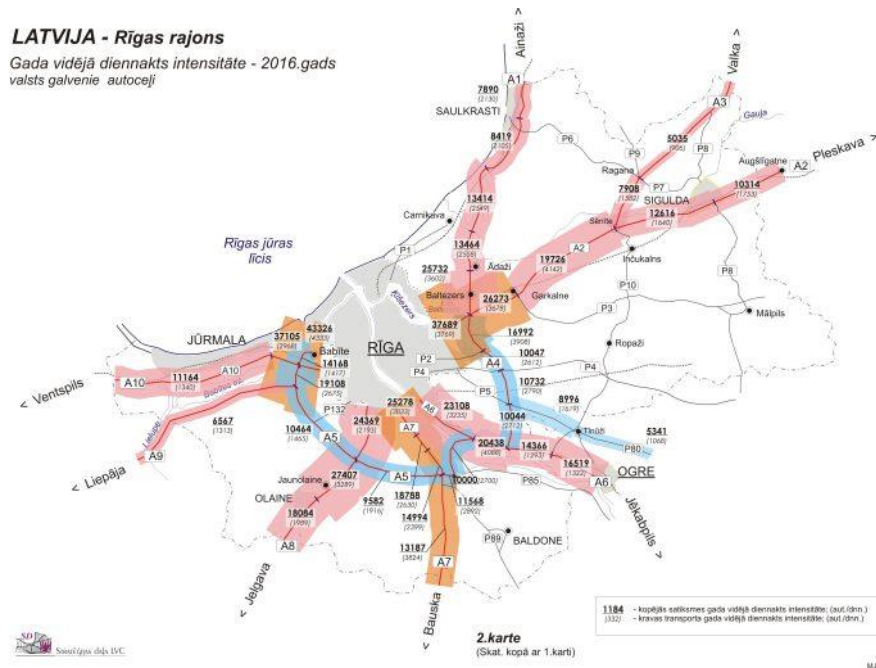 LATVIJA - Rīgas rajons
Gada vidējā diennakts intensitāte - 2016.gads
valsts galvenie autoceļi
Ainaži >
A1
7890
(2130)
SAULKRASTI
8419
(2105)
P6
Valka >
A3
Gauja
5035
(906)
P8
P9
Ragana
P7
Augšlīgatne
A2
Pleskava >
7908
(1582)
SIGULDA
10314
(1753)
12616
(1640)
Sēnīte
13414
(2549)
Carnikava
13464
(2558)
P1
A2
19726
(4142)
Inčukalns
P8
25732
(3602)
Ādaži
Rīgas jūras
līcis
Ķīšezers
Baltezers
26273
(3678)
Garkalne
P10
P3
Mālpils
37689
(3769)
16992
(3908)
Ropaži
JŪRMALA
37105
(2968)
43326
(4333)
Babīte
RĪGA
P2
A4
10047
(2612)
P4
P4
14168
(1417)
A10
11164
(1340)
A10
< Ventspils
Babītes ez.
19108
(2675)
10732
(2790)
P5
8996
(1679)
25278
(3033)
A6
23108
(3235)
P132
6567
(1313)
Lielupe
24369
(2193)
A7
10044
(2712)
5341
(1068)
Tīnūži
P80
10464
(1465)
A5
20438
(4088)
14366
(1293)
A9
< Liepāja
16519
(1322)
OGRE
A6
27407
(3289)
A5
10000
(2700)
P85
Jaunolaine
OLAINE
9582
(1916)
18788
(2630)
11568
(2892)
Jēkabpils >
18084
(1989)
14994
(2399)
A8
13187
(3824)
P89
BALDONE
< Jelgava
A7
< Bauska
1184 - kopējās satiksmes gada vidējā diennakts intensitāte; (aut./dnn.)
(332) - kravas transporta gada vidējā diennakts intensitāte; (aut./dnn.)
2.karte
(Skat. kopā ar 1.karti)